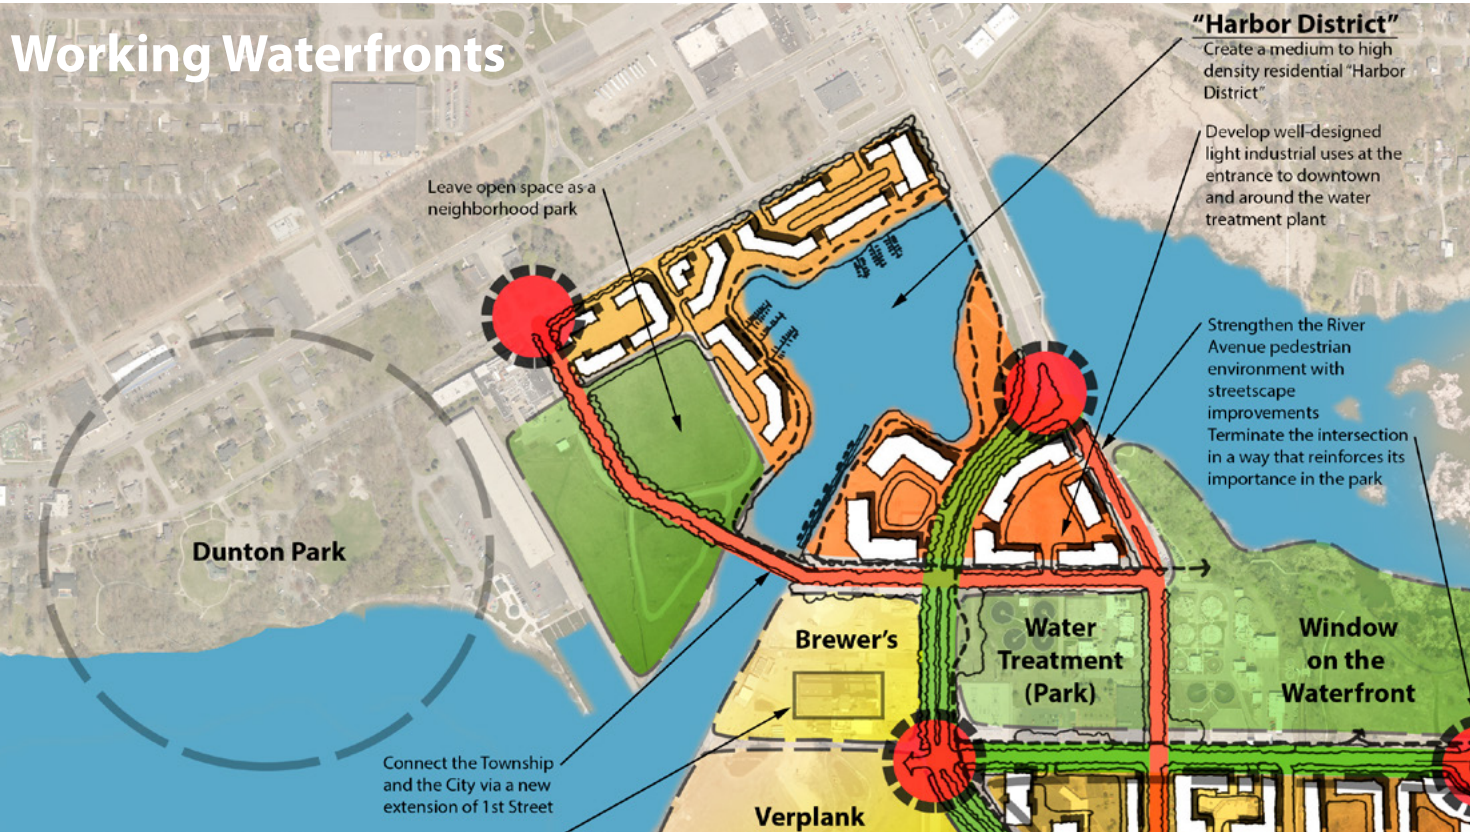 Working Waterfronts
"Harbor District"
Create a medium to high
density residential "Harbor
District"
Develop well-designed
light industrial uses at the
entrance to downtown
and around the water
treatment plant
Leave open space as a
neighborhood park
Strengthen the River
Avenue pedestrian
environment with
streetscape
improvements
Terminate the intersection
in a way that reinforces its
importance in the park
Dunton Park
Brewer's
Water
Treatment
(Park)
Window
on the
Waterfront
Connect the Township
and the City via a new
extension of 1st Street
Verplank